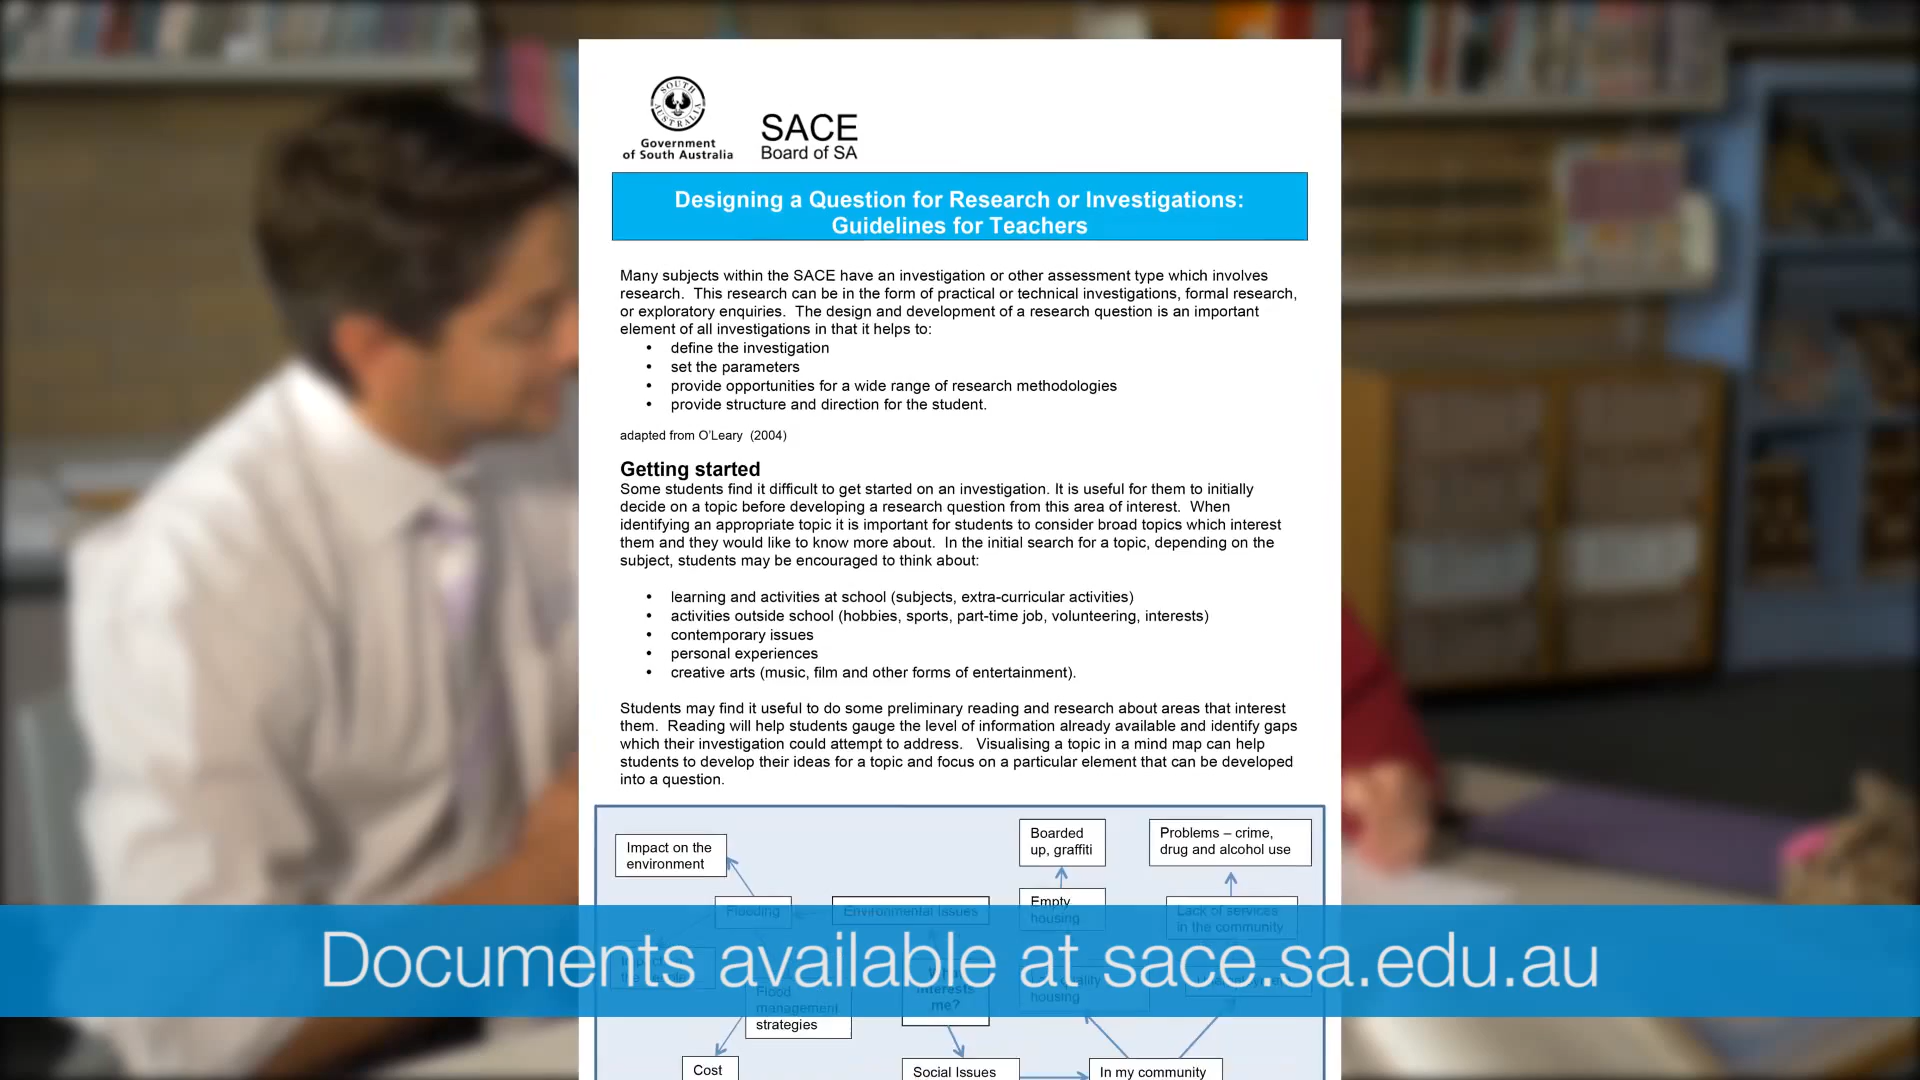 SOUTH
AUSTRALIA
Government
of South Australia
SACE
Board of SA
Designing a Question for Research or Investigations:
Guidelines for Teachers
Many subjects within the SACE have an investigation or other assessment type which involves
research.  This research can be in the form of practical or technical investigations, formal research,
or exploratory enquiries.  The design and development of a research question is an important
element of all investigations in that it helps to:
• define the investigation
• set the parameters
• provide opportunities for a wide range of research methodologies
• provide structure and direction for the student.
adapted from O'Leary  (2004)
Getting started
Some students find it difficult to get started on an investigation. It is useful for them to initially
decide on a topic before developing a research question from this area of interest.  When
identifying an appropriate topic it is important for students to consider broad topics which interest
them and they would like to know more about.  In the initial search for a topic, depending on the
subject, students may be encouraged to think about:
• learning and activities at school (subjects, extra-curricular activities)
• activities outside school (hobbies, sports, part-time job, volunteering, interests)
• contemporary issues
• personal experiences
• creative arts (music, film and other forms of entertainment).
Students may find it useful to do some preliminary reading and research about areas that interest
them.  Reading will help students gauge the level of information already available and identify gaps
which their investigation could attempt to address.   Visualising a topic in a mind map can help
students to develop their ideas for a topic and focus on a particular element that can be developed
into a question.
Impact on the
environment
Boarded
up, graffiti
Problems – crime,
drug and alcohol use
Flooding
Environmental Issues
Empty
housing
Lack of services
in the community
Documents available at sace.sa.edu.au
interests
me?
housing
Flood
management
strategies
Cost
Social Issues
In my community